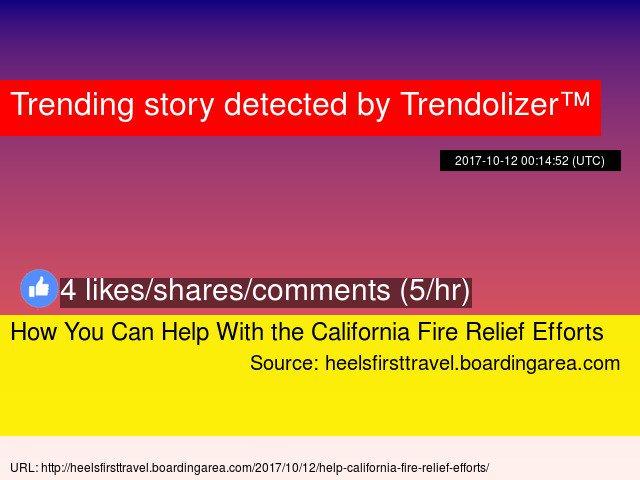 Trending story detected by Trendolizer™
2017-10-12 00:14:52 (UTC)
4 likes/shares/comments (5/hr)
How You Can Help With the California Fire Relief Efforts
Source: heelsfirsttravel.boardingarea.com
URL: http://heelsfirsttravel.boardingarea.com/2017/10/12/help-california-fire-relief-efforts/